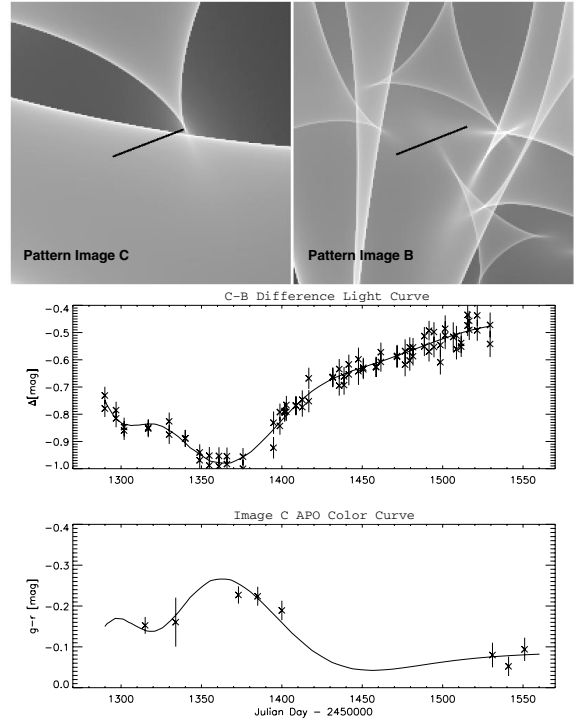 Pattern Image C
Pattern Image B
C-B Difference Light Curve
Δ[mag]
-0.4
-0.5
-0.6
-0.7
-0.8
-0.9
-1.0
1300 1350 1400 1450 1500 1550
Image C APO Color Curve
g-r [mag]
-0.4
-0.3
-0.2
-0.1
0.0
1300 1350 1400 1450 1500 1550
Julian Day - 2450000